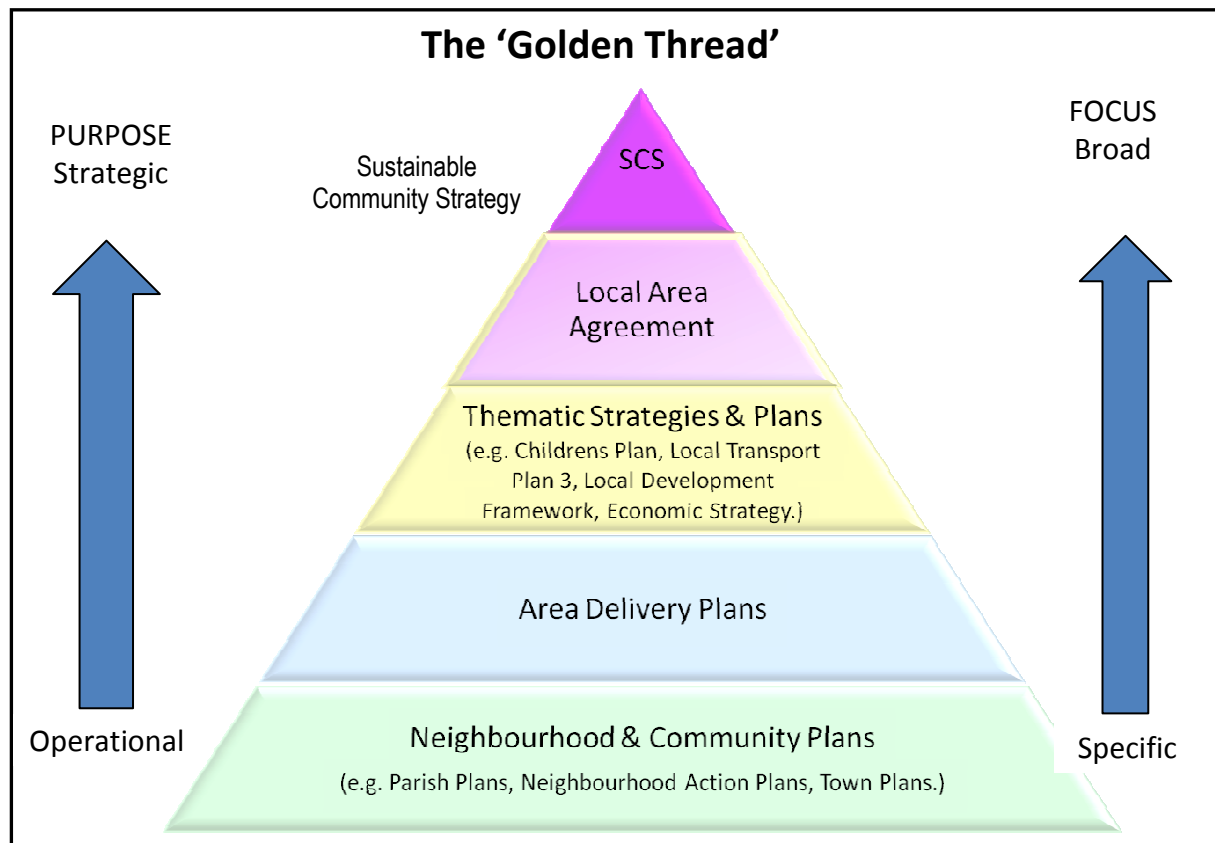 The ‘Golden Thread’
PURPOSE
Strategic
FOCUS
Broad
Sustainable
Community Strategy
SCS
Local Area
Agreement
Thematic Strategies & Plans
(e.g. Childrens Plan, Local Transport
Plan 3, Local Development
Framework, Economic Strategy.)
Area Delivery Plans
Operational
Specific
Neighbourhood & Community Plans
(e.g. Parish Plans, Neighbourhood Action Plans, Town Plans.)